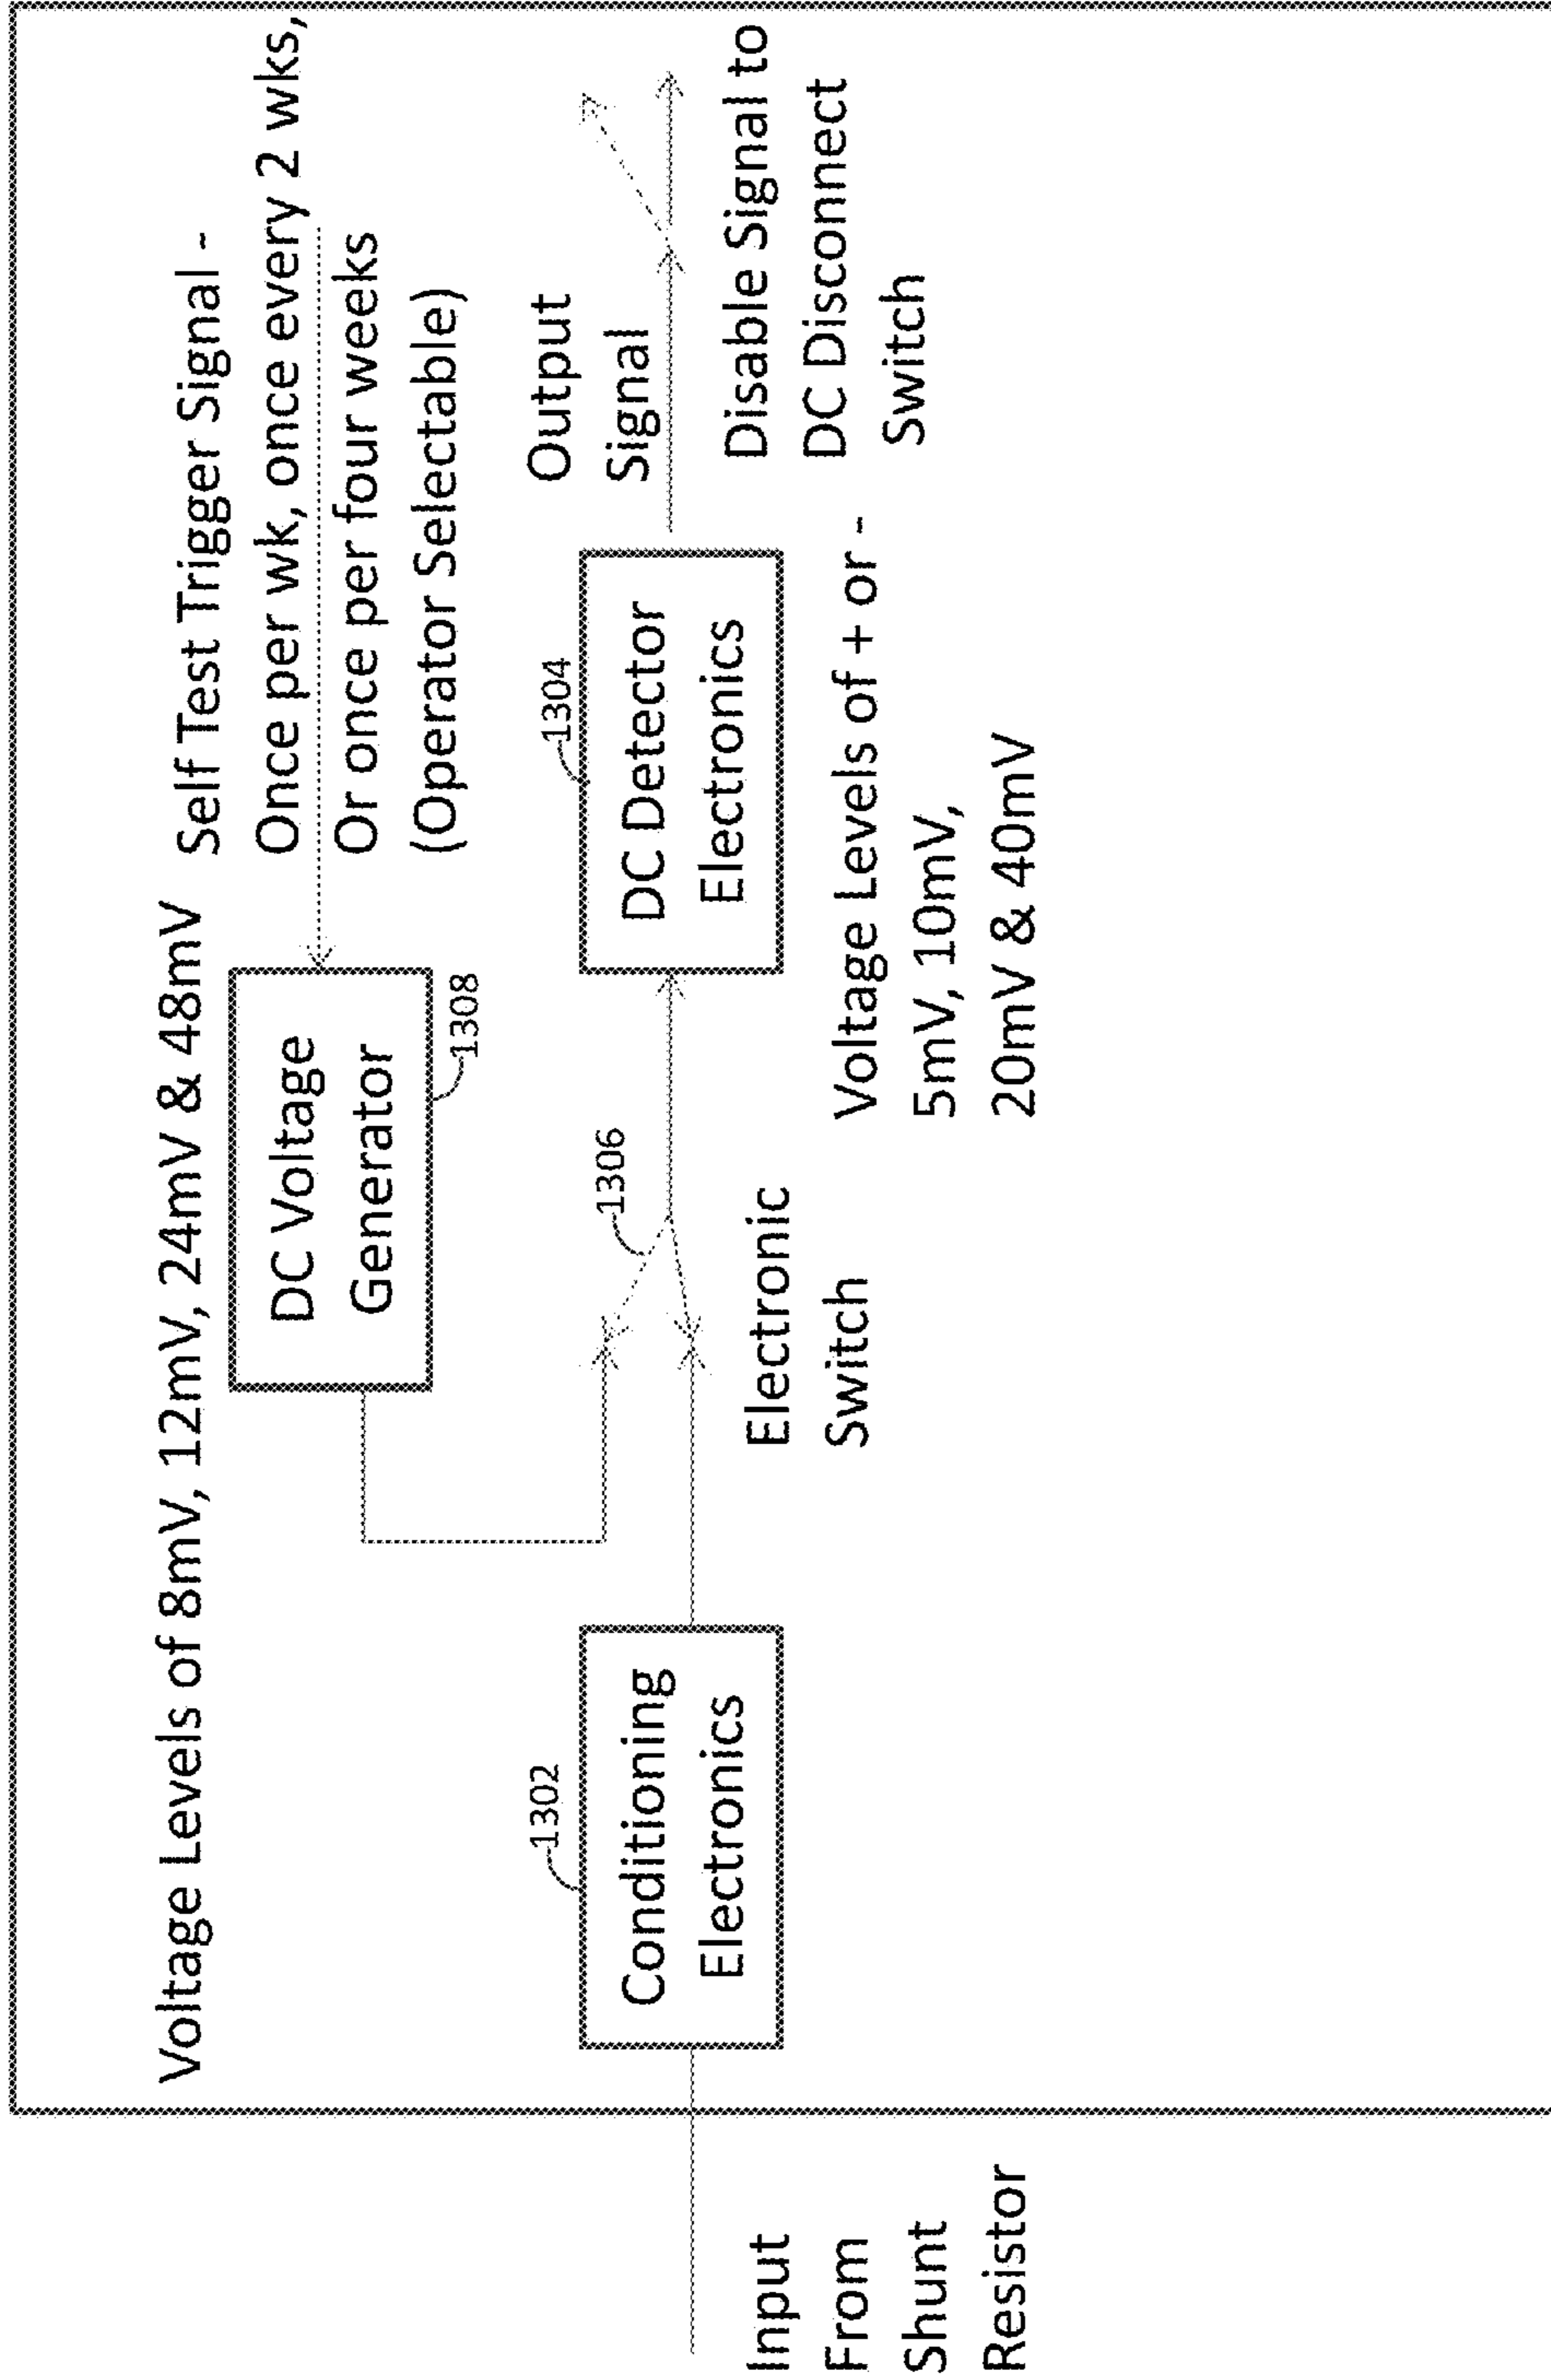 Voltage Levels of 8mV, 12mV, 24mV & 48mV
Self Test Trigger Signal -
Once per wk, once every 2 wks,
Or once per four weeks
(Operator Selectable)
DC Voltage
Generator
1308
1302
Conditioning
Electronics
1306
Electronic
Switch
1304
DC Detector
Electronics
Voltage Levels of + or -
5mV, 10mV,
20mV & 40mV
Output
Signal
Disable Signal to
DC Disconnect
Switch
Input
From
Shunt
Resistor